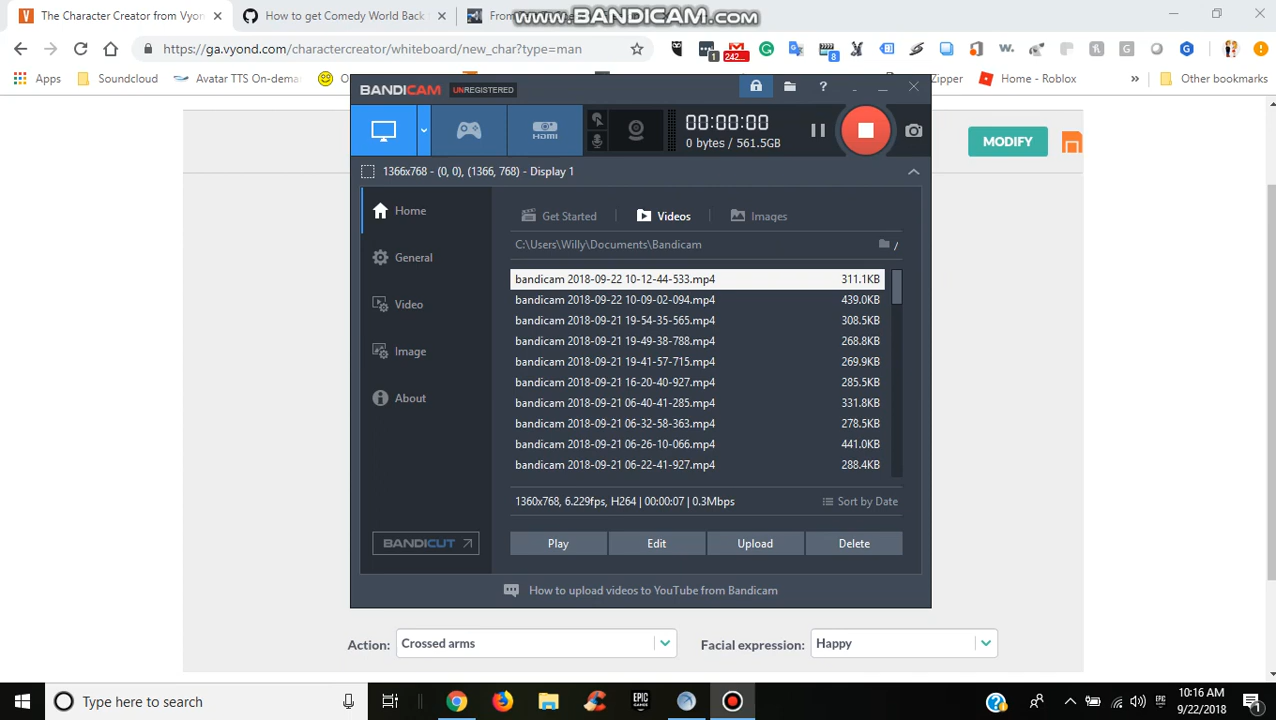 The Character Creator from Vyon
How to get Comedy World Back
From
www.BANDICAM.com
https://ga.vyond.com/charactercreator/whiteboard/new_char?type=man
1
242...
8
Apps
Soundcloud
Avatar TTS On-dema
Zipper
Home - Roblox
»
Other bookmarks
BANDICAM
UNREGISTERED
HDMI
00:00:00
0 bytes / 561.5GB
MODIFY
1366x768 - (0, 0), (1366, 768) - Display 1
Home
General
Video
Image
About
BANDICUT
Get Started
Videos
Images
C:\Users\Willy\Documents\Bandicam
/
bandicam 2018-09-22 10-12-44-533.mp4 311.1KB
bandicam 2018-09-22 10-09-02-094.mp4 439.0KB
bandicam 2018-09-21 19-54-35-565.mp4 308.5KB
bandicam 2018-09-21 19-49-38-788.mp4 268.8KB
bandicam 2018-09-21 19-41-57-715.mp4 269.9KB
bandicam 2018-09-21 16-20-40-927.mp4 285.5KB
bandicam 2018-09-21 06-40-41-285.mp4 331.8KB
bandicam 2018-09-21 06-32-58-363.mp4 278.5KB
bandicam 2018-09-21 06-26-10-066.mp4 441.0KB
bandicam 2018-09-21 06-22-41-927.mp4 288.4KB
1360x768, 6.229fps, H264 | 00:00:07 | 0.3Mbps
Sort by Date
Play
Edit
Upload
Delete
How to upload videos to YouTube from Bandicam
Action:
Crossed arms
Facial expression:
Happy
Type here to search
EPIC
GAMES
10:16 AM
9/22/2018
1